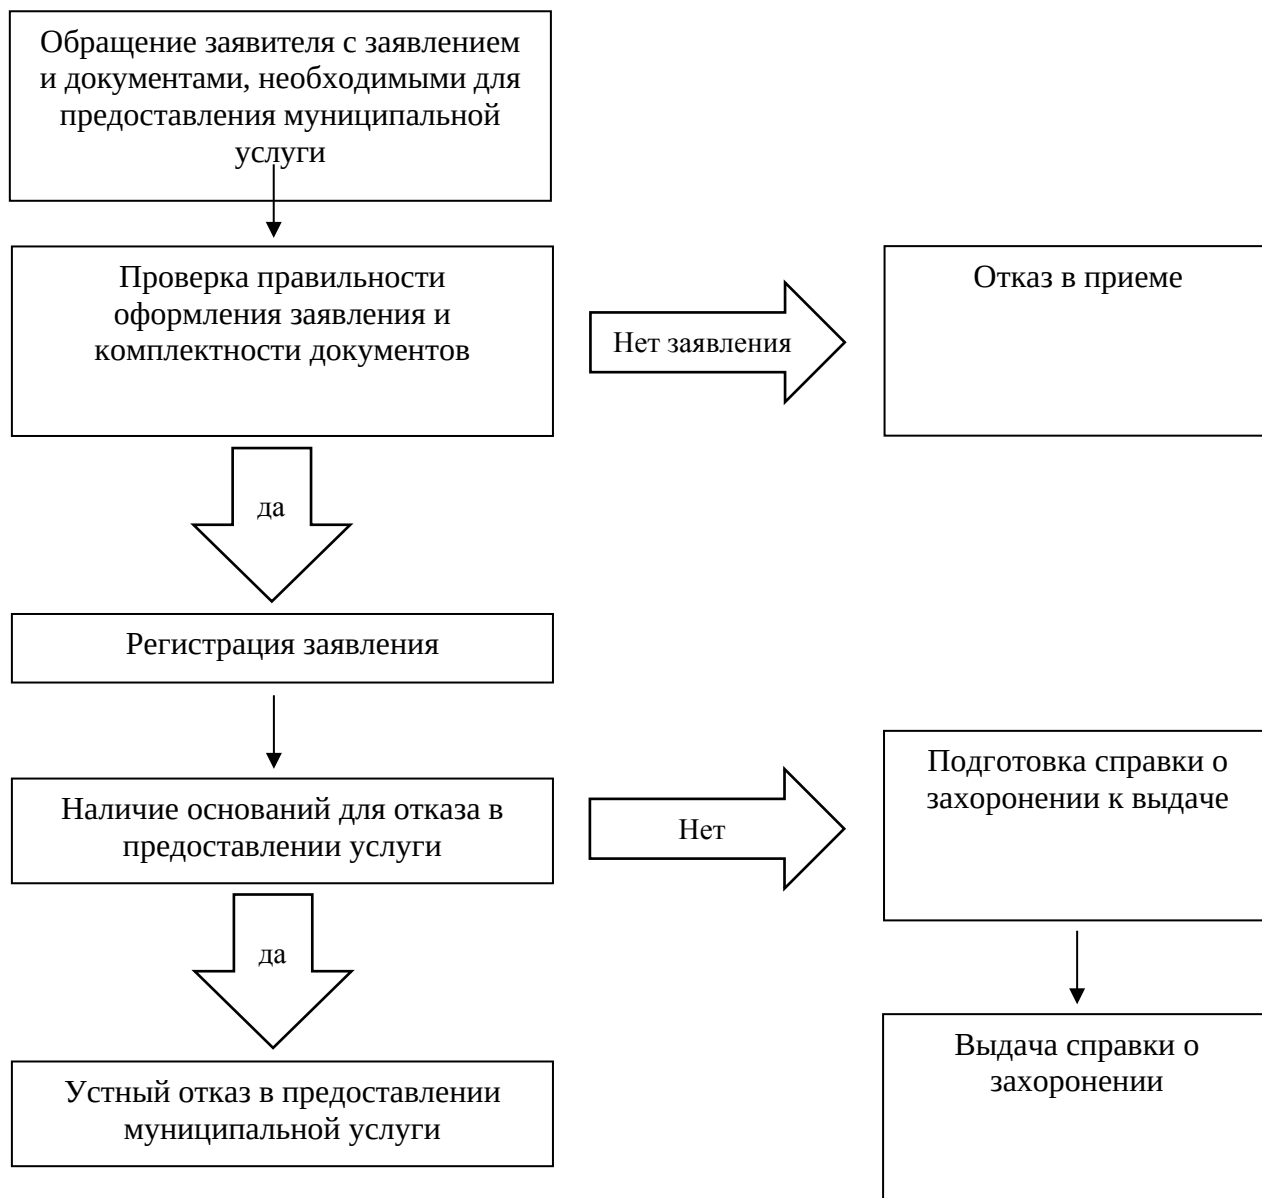 Обращение заявителя с заявлением
и документами, необходимыми для
предоставления муниципальной
услуги
Проверка правильности
оформления заявления и
комплектности документов
Нет заявления
Отказ в приеме
да
Регистрация заявления
Наличие оснований для отказа в
предоставлении услуги
Нет
Подготовка справки о
захоронении к выдаче
да
Устный отказ в предоставлении
муниципальной услуги
Выдача справки о
захоронении